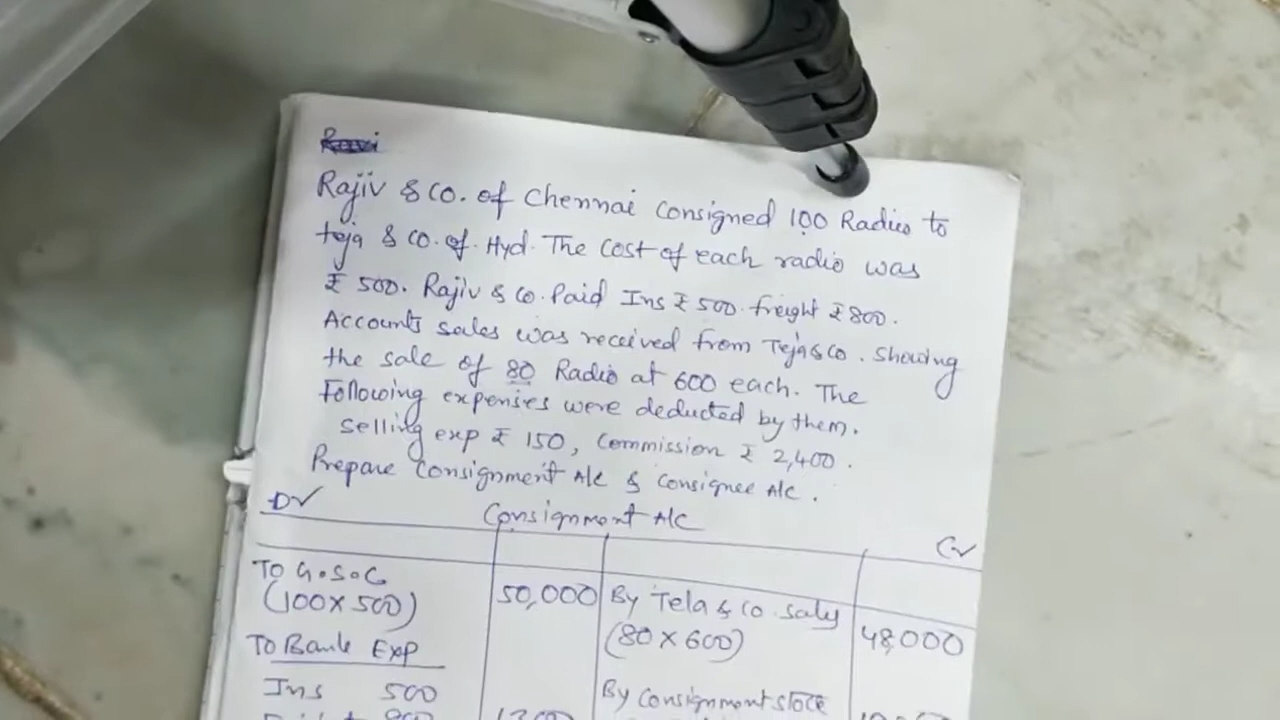 Rajiv & Co. of Chennai Consigned 100 Radios to
Teja & Co. of. Hyd. The Cost of each radio was
₹ 500. Rajiv & Co. Paid Ins ₹ 500. freight ₹ 800.
Accounts sales was received from Teja & Co. Showing
the sale of 80 Radio at 600 each. The
Following expenses were deducted by them.
Selling exp ₹ 150, Commission ₹ 2,400.
Prepare Consignment A/c & Consignee A/c.
Dr Consignment A/c Cr
To G.S.O.C 50,000 By Tela & Co. Sales 48,000
(100 x 500) (80 x 600)
To Bank Exp
Ins 500 By Consignment stock